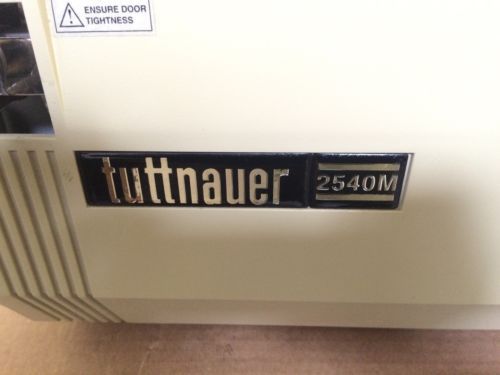 ENSURE DOOR
TIGHTNESS
tuttnauer 2540M